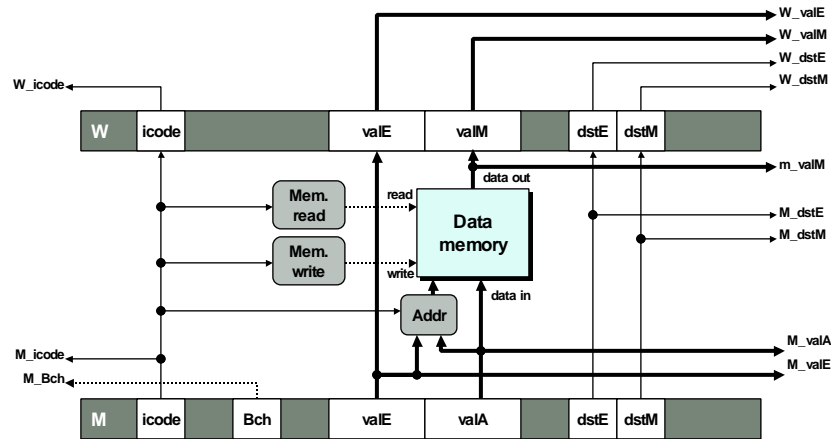 W_valE
W_valM
W_dstE
W_icode
W_dstM
W icode valE valM dstE dstM
data out
m_valM
Mem.
read
read
Data
memory
M_dstE
M_dstM
Mem.
write
write
data in
Addr
M_icode
M_valA
M_Bch
M_valE
M icode Bch valE valA dstE dstM